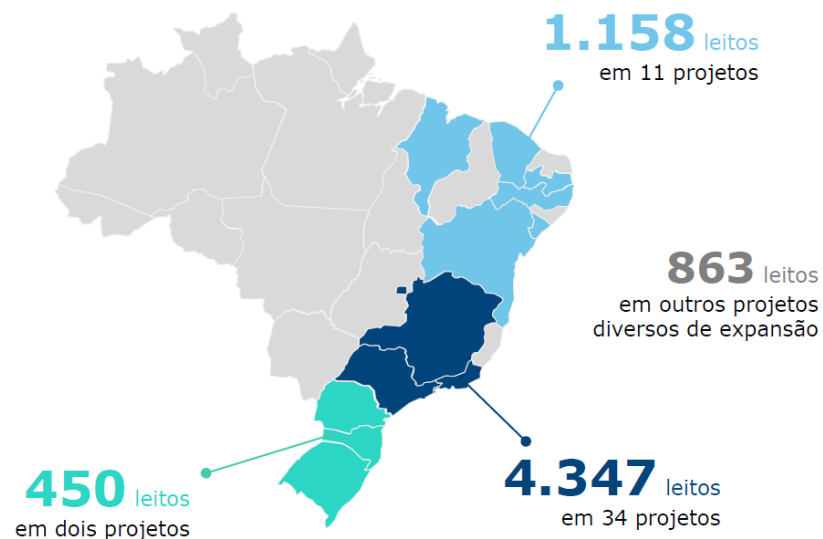 1.158 leitos
em 11 projetos
863 leitos
em outros projetos
diversos de expansão
4.347 leitos
em 34 projetos
450 leitos
em dois projetos